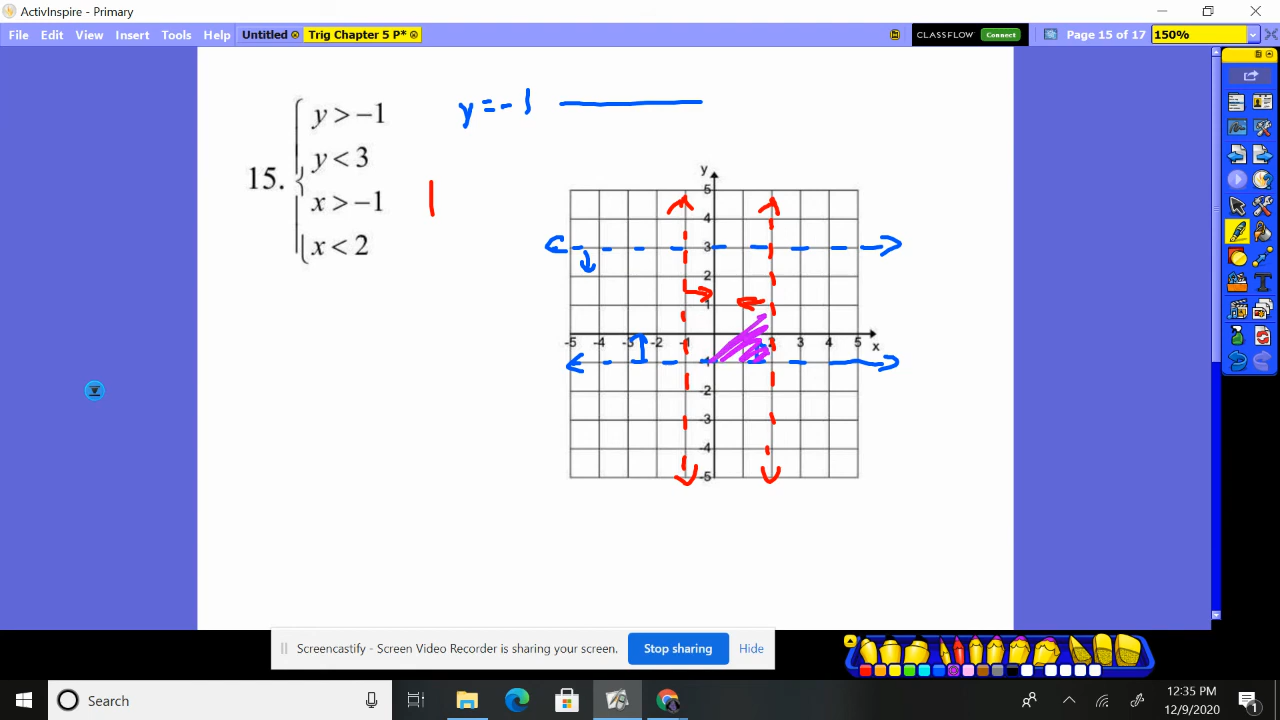 ActivInspire - Primary
File Edit View Insert Tools Help Untitled Trig Chapter 5 P* CLASSFLOW Connect Page 15 of 17 150%
y = - 1
15. { y > −1
y < 3
x > −1
x < 2
y
5
4
3
2
1
-5 -4 -3 -2 -1 2 3 4 5 x
-1
-2
-3
-4
-5
Screencastify - Screen Video Recorder is sharing your screen. Stop sharing Hide
Search
12:35 PM
12/9/2020
1